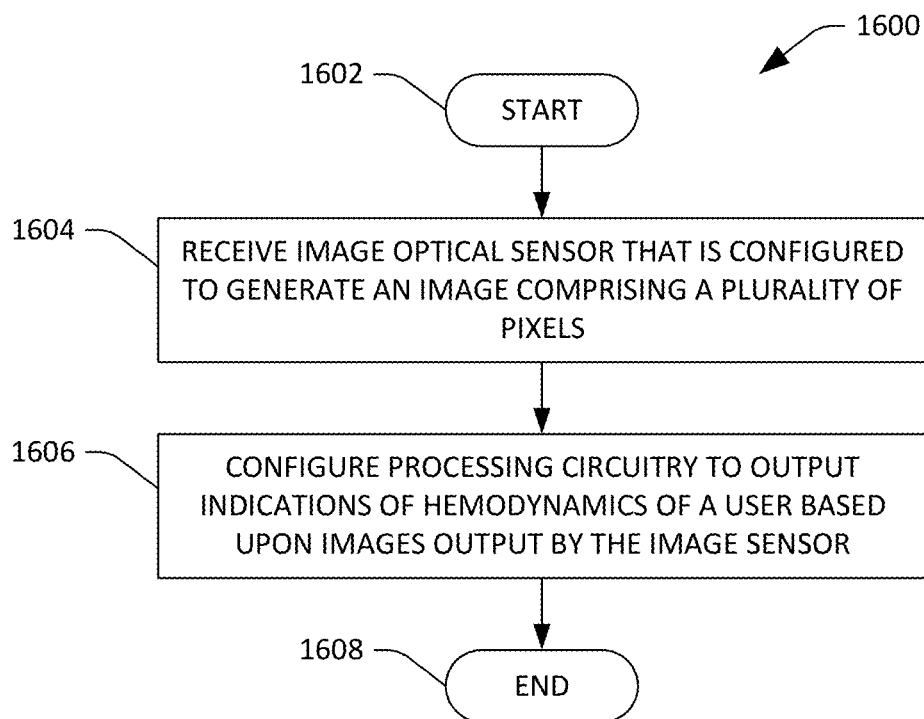 1600
1602
START
1604
RECEIVE IMAGE OPTICAL SENSOR THAT IS CONFIGURED
TO GENERATE AN IMAGE COMPRISING A PLURALITY OF
PIXELS
1606
CONFIGURE PROCESSING CIRCUITRY TO OUTPUT
INDICATIONS OF HEMODYNAMICS OF A USER BASED
UPON IMAGES OUTPUT BY THE IMAGE SENSOR
1608
END